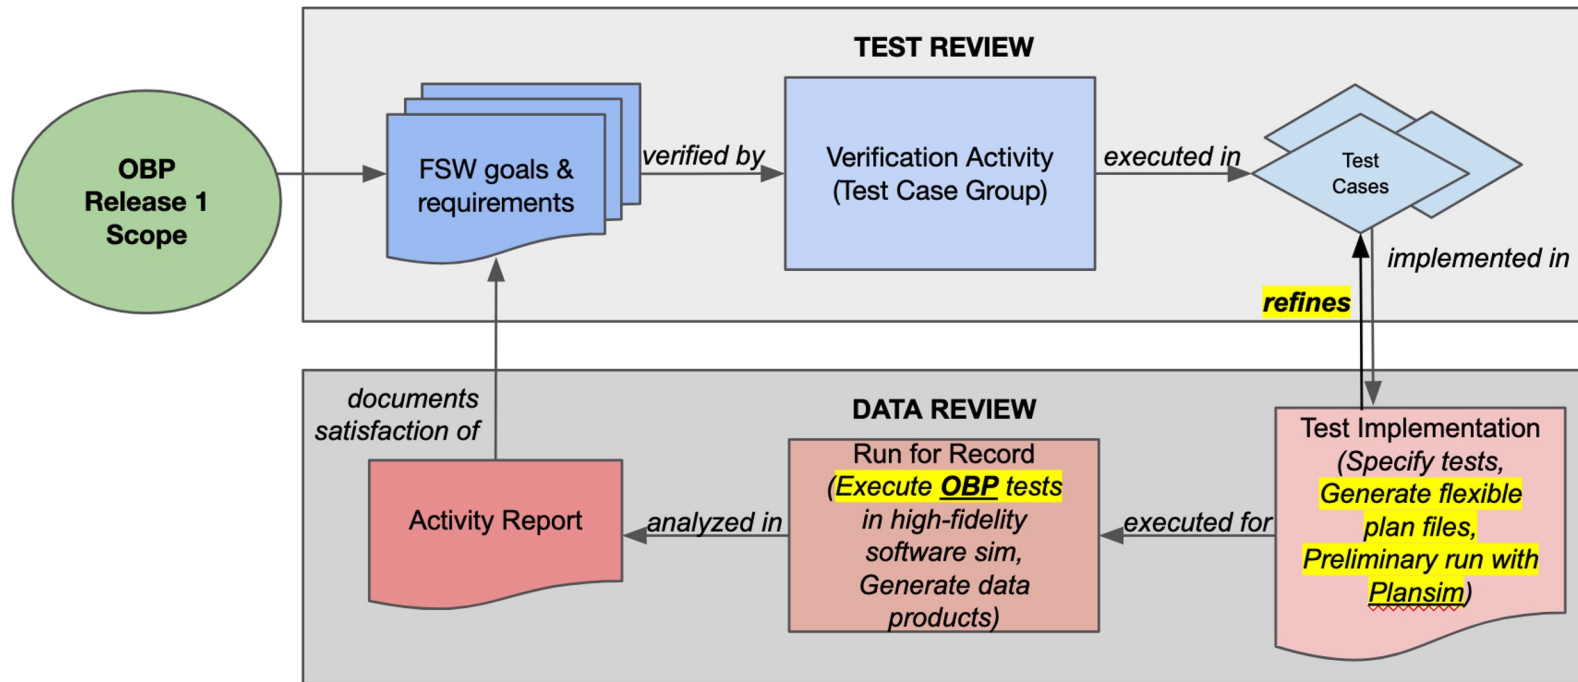 TEST REVIEW
OBP
Release 1
Scope
FSW goals &
requirements
verified by
Verification Activity
(Test Case Group)
executed in
Test
Cases
implemented in
refines
DATA REVIEW
documents
satisfaction of
Activity Report
analyzed in
Run for Record
(Execute OBP tests
in high-fidelity
software sim,
Generate data
products)
executed for
Test Implementation
(Specify tests,
Generate flexible
plan files,
Preliminary run with
Plansim)